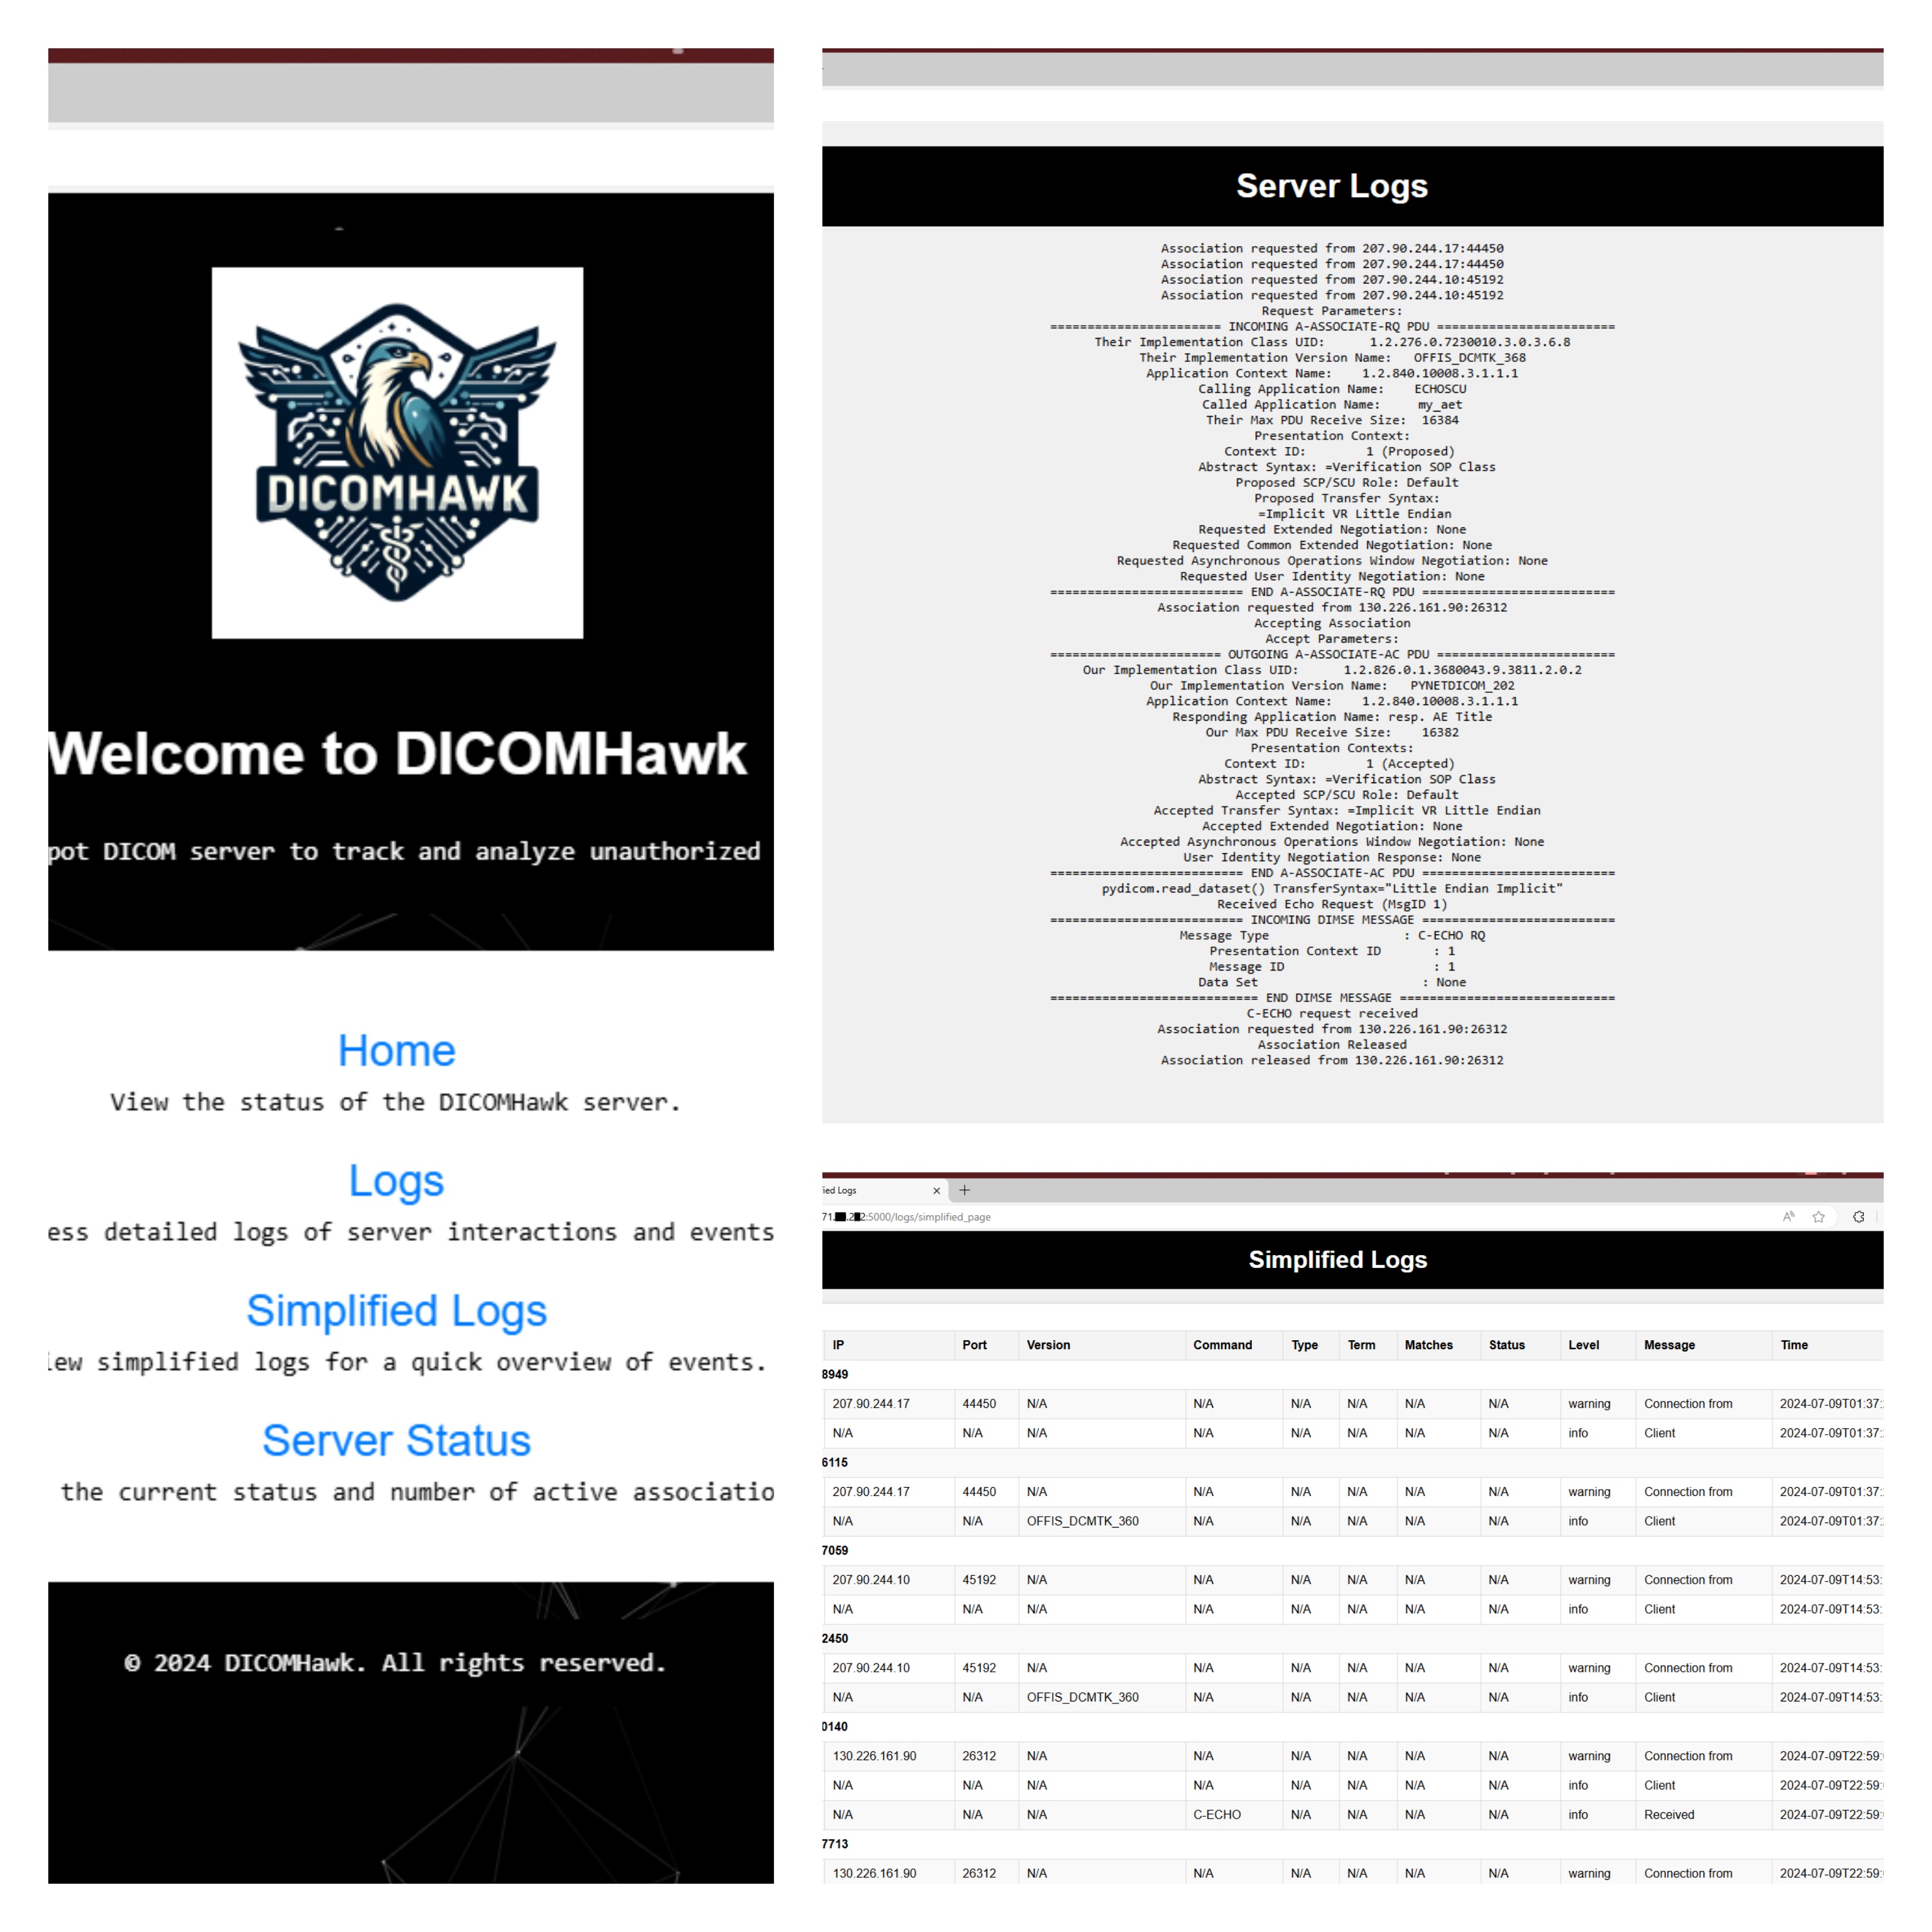 DICOMHAWK
Welcome to DICOMHawk
pot DICOM server to track and analyze unauthorized
Home
View the status of the DICOMHawk server.
Logs
ess detailed logs of server interactions and events
Simplified Logs
iew simplified logs for a quick overview of events.
Server Status
the current status and number of active associatio
© 2024 DICOMHawk. All rights reserved.
Server Logs
Association requested from 207.90.244.17:44450
Association requested from 207.90.244.17:44450
Association requested from 207.90.244.10:45192
Association requested from 207.90.244.10:45192
Request Parameters:
======================= INCOMING A-ASSOCIATE-RQ PDU ========================
Their Implementation Class UID: 1.2.276.0.7230010.3.0.3.6.8
Their Implementation Version Name: OFFIS_DCMTK_368
Application Context Name: 1.2.840.10008.3.1.1.1
Calling Application Name: ECHOSCU
Called Application Name: my_aet
Their Max PDU Receive Size: 16384
Presentation Context:
Context ID: 1 (Proposed)
Abstract Syntax: =Verification SOP Class
Proposed SCP/SCU Role: Default
Proposed Transfer Syntax:
=Implicit VR Little Endian
Requested Extended Negotiation: None
Requested Common Extended Negotiation: None
Requested Asynchronous Operations Window Negotiation: None
Requested User Identity Negotiation: None
========================== END A-ASSOCIATE-RQ PDU ==========================
Association requested from 130.226.161.90:26312
Accepting Association
Accept Parameters:
======================= OUTGOING A-ASSOCIATE-AC PDU ========================
Our Implementation Class UID: 1.2.826.0.1.3680043.9.3811.2.0.2
Our Implementation Version Name: PYNETDICOM_202
Application Context Name: 1.2.840.10008.3.1.1.1
Responding Application Name: resp. AE Title
Our Max PDU Receive Size: 16382
Presentation Contexts:
Context ID: 1 (Accepted)
Abstract Syntax: =Verification SOP Class
Accepted SCP/SCU Role: Default
Accepted Transfer Syntax: =Implicit VR Little Endian
Accepted Extended Negotiation: None
Accepted Asynchronous Operations Window Negotiation: None
User Identity Negotiation Response: None
========================== END A-ASSOCIATE-AC PDU ==========================
pydicom.read_dataset() TransferSyntax="Little Endian Implicit"
Received Echo Request (MsgID 1)
========================== INCOMING DIMSE MESSAGE ==========================
Message Type : C-ECHO RQ
Presentation Context ID : 1
Message ID : 1
Data Set : None
============================ END DIMSE MESSAGE =============================
C-ECHO request received
Association requested from 130.226.161.90:26312
Association Released
Association released from 130.226.161.90:26312
ied Logs
:5000/logs/simplified_page
Simplified Logs
IP Port Version Command Type Term Matches Status Level Message Time
8949
207.90.244.17 44450 N/A N/A N/A N/A N/A N/A warning Connection from 2024-07-09T01:37:
N/A N/A N/A N/A N/A N/A N/A N/A info Client 2024-07-09T01:37:
6115
207.90.244.17 44450 N/A N/A N/A N/A N/A N/A warning Connection from 2024-07-09T01:37:
N/A N/A OFFIS_DCMTK_360 N/A N/A N/A N/A N/A info Client 2024-07-09T01:37:
7059
207.90.244.10 45192 N/A N/A N/A N/A N/A N/A warning Connection from 2024-07-09T14:53:
N/A N/A N/A N/A N/A N/A N/A N/A info Client 2024-07-09T14:53:
2450
207.90.244.10 45192 N/A N/A N/A N/A N/A N/A warning Connection from 2024-07-09T14:53:
N/A N/A OFFIS_DCMTK_360 N/A N/A N/A N/A N/A info Client 2024-07-09T14:53:
0140
130.226.161.90 26312 N/A N/A N/A N/A N/A N/A warning Connection from 2024-07-09T22:59:
N/A N/A N/A N/A N/A N/A N/A N/A info Client 2024-07-09T22:59:
N/A N/A N/A C-ECHO N/A N/A N/A N/A info Received 2024-07-09T22:59:
7713
130.226.161.90 26312 N/A N/A N/A N/A N/A N/A warning Connection from 2024-07-09T22:59: